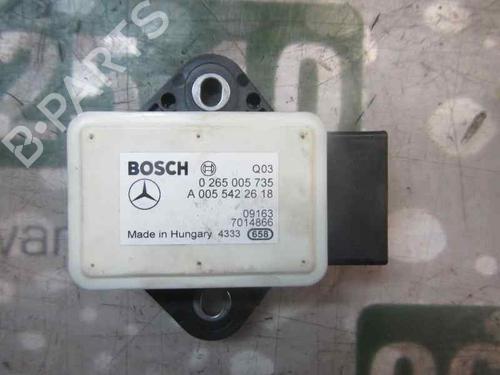 B-PARTS
BOSCH Q03
0 265 005 735
A 005 542 26 18
09163
7014866
Made in Hungary 4333 658